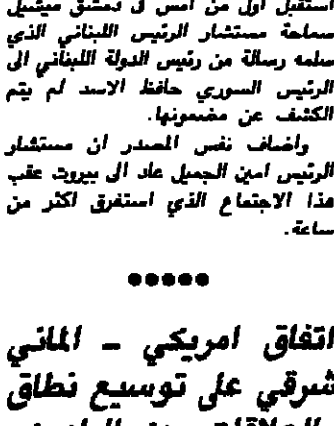 استقبل اول من امس في دمشق ميشيل
سماحة مستشار الرئيس اللبناني الذي
سلمه رسالة من رئيس الدولة اللبناني الى
الرئيس السوري حافظ الاسد لم يتم
الكشف عن مضمونها.
واضاف نفس المصدر ان مستشار
الرئيس امين الجميل عاد الى بيروت عقب
هذا الاجتماع الذي استغرق اكثر من
ساعة.
●●●●●
اتفاق امريكي ـ الماني
شرقي على توسيع نطاق